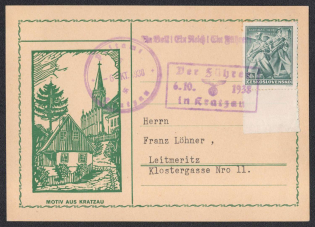 Ein Volk! Ein Reich! Ein Führer!
ČESKOSLOVENSKO
Der Führer
6.10. 1938
in Kratzau
Herrn
Franz Löhner,
Leitmeritz
Klostergasse Nro 11.
MOTIV AUS KRATZAU